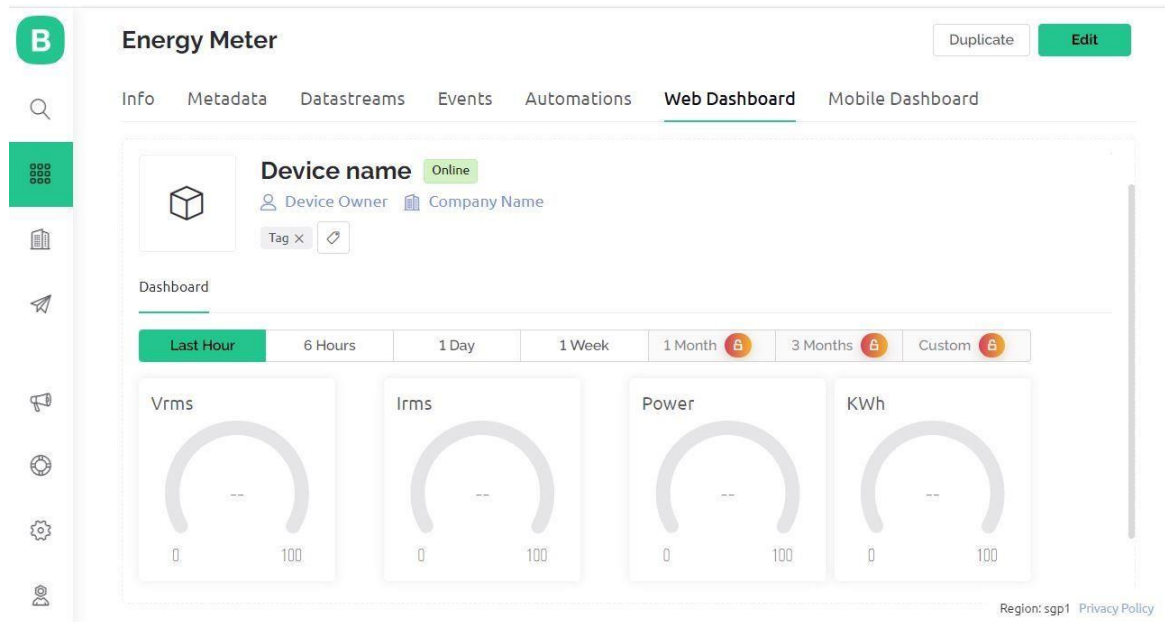 B
Energy Meter
Duplicate
Edit
Info Metadata Datastreams Events Automations Web Dashboard Mobile Dashboard
Device name Online
Device Owner Company Name
Tag ×
Dashboard
Last Hour 6 Hours 1 Day 1 Week 1 Month 3 Months Custom
Vrms Irms Power KWh
-- -- -- --
0 100 0 100 0 100 0 100
Region: sgp1 Privacy Policy